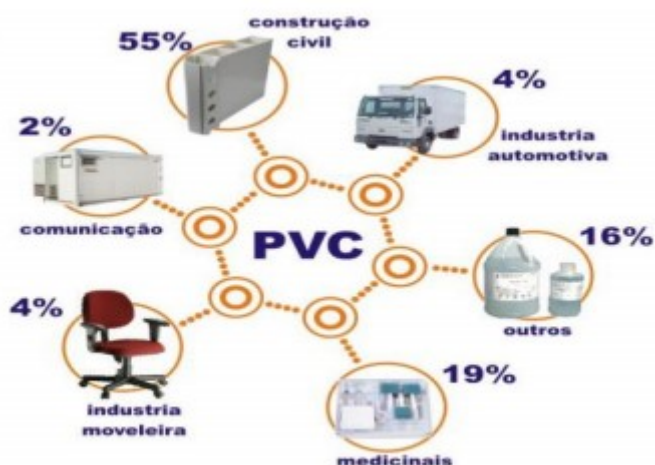 55%
construção
civil
4%
industria
automotiva
2%
comunicação
PVC
16%
outros
4%
industria
moveleira
19%
medicinais